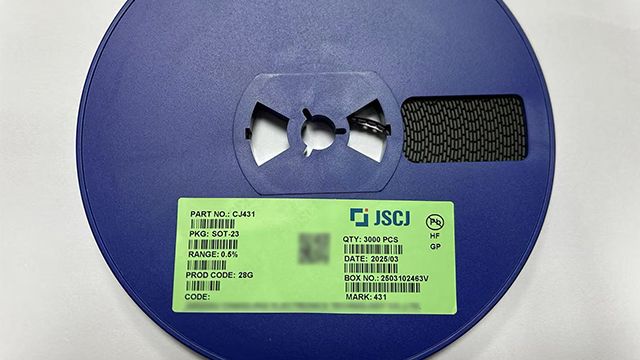 PART NO.: CJ431
PKG: SOT-23
RANGE: 0.5%
PROD CODE: 28G
CODE:
JSCJ
QTY: 3000 PCS
DATE: 2025/03
BOX NO.: 2503102463V
MARK: 431
Pb
HF
GP